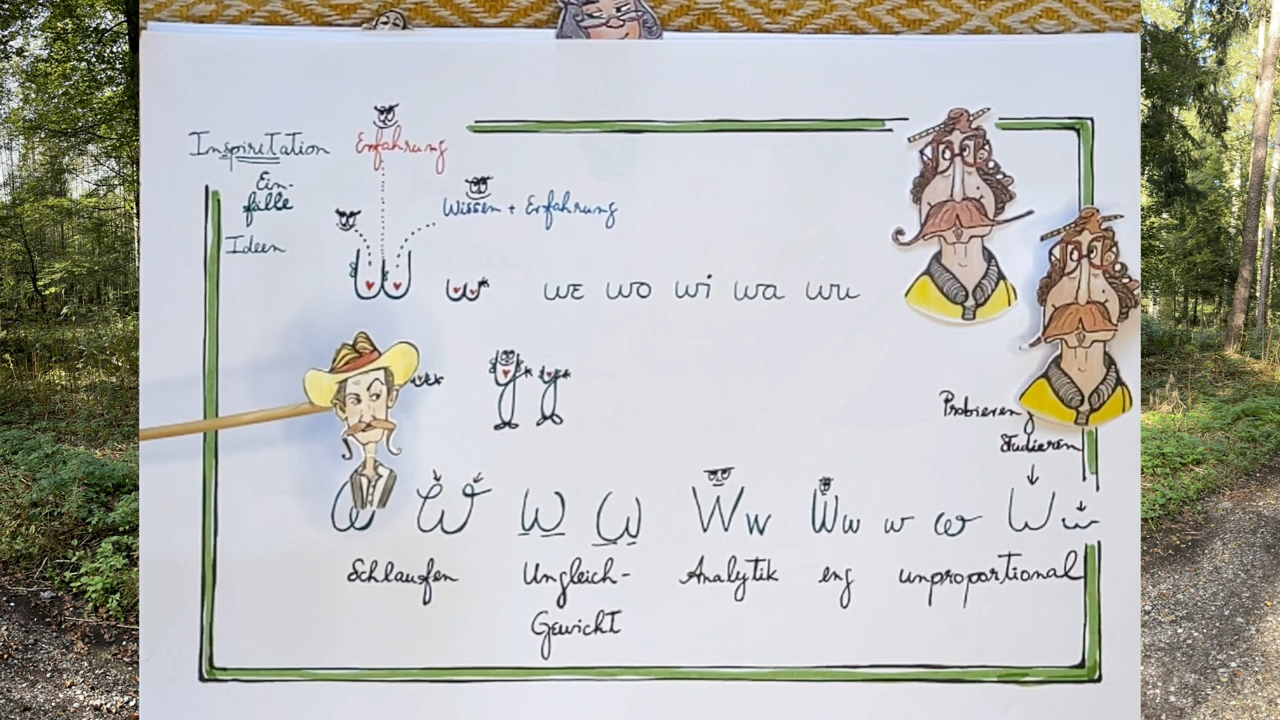 Inspiritation
Erfahrung
Ein-
fälle
Wissen + Erfahrung
Ideen
we wo wi wa wu
Probieren
Studieren
W w w w
Schlaufen
Ungleich-
Gewicht
Analytik
eng
unproportional